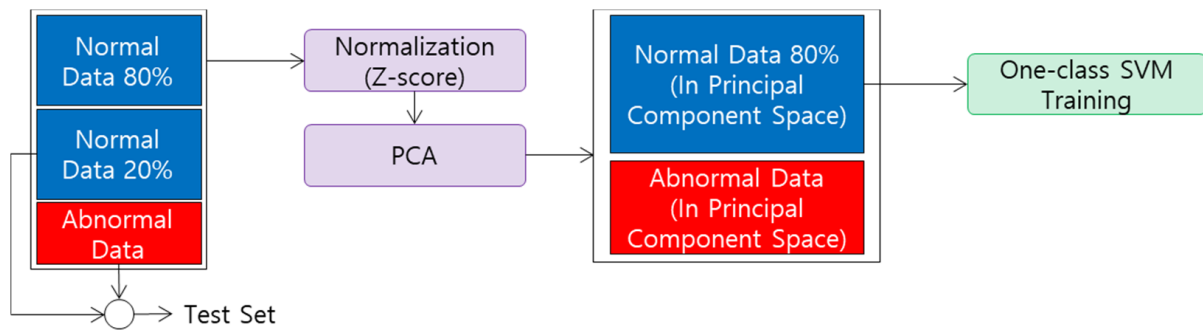 Normal
Data 80%
Normal
Data 20%
Abnormal
Data
Test Set
Normalization
(Z-score)
PCA
Normal Data 80%
(In Principal
Component Space)
Abnormal Data
(In Principal
Component Space)
One-class SVM
Training